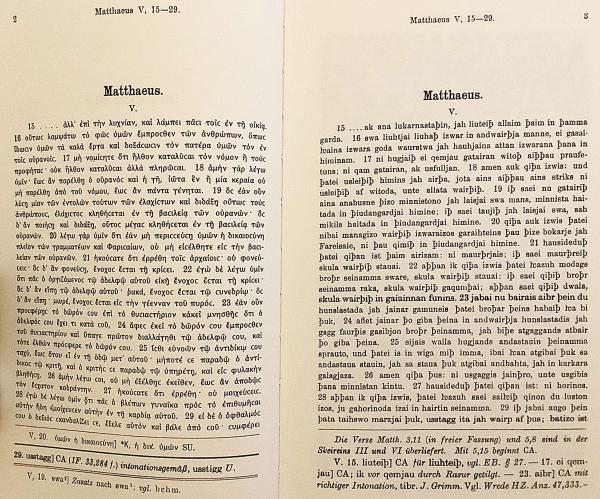 2
Matthaeus V, 15—29.
Matthaeus.
V.
15 .... ἀλλ' ἐπὶ τὴν λυχνίαν, καὶ λάμπει πᾶσι τοῖς ἐν τῇ οἰκίᾳ.
16 οὕτως λαμψάτω τὸ φῶς ὑμῶν ἔμπροσθεν τῶν ἀνθρώπων, ὅπως
ἴδωσιν ὑμῶν τὰ καλὰ ἔργα καὶ δοξάσωσιν τὸν πατέρα ὑμῶν τὸν ἐν
τοῖς οὐρανοῖς. 17 μὴ νομίσητε ὅτι ἦλθον καταλῦσαι τὸν νόμον ἢ τοὺς
προφήτας· οὐκ ἦλθον καταλῦσαι ἀλλὰ πληρῶσαι. 18 ἀμὴν γὰρ λέγω
ὑμῖν· ἕως ἂν παρέλθῃ ὁ οὐρανὸς καὶ ἡ γῆ, ἰῶτα ἓν ἢ μία κεραία οὐ
μὴ παρέλθῃ ἀπὸ τοῦ νόμου, ἕως ἂν πάντα γένηται. 19 ὃς ἐὰν οὖν
λύσῃ μίαν τῶν ἐντολῶν τούτων τῶν ἐλαχίστων καὶ διδάξῃ οὕτως τοὺς
ἀνθρώπους, ἐλάχιστος κληθήσεται ἐν τῇ βασιλείᾳ τῶν οὐρανῶν· ὃς
δ' ἂν ποιήσῃ καὶ διδάξῃ, οὗτος μέγας κληθήσεται ἐν τῇ βασιλείᾳ τῶν
οὐρανῶν. 20 λέγω γὰρ ὑμῖν ὅτι ἐὰν μὴ περισσεύσῃ ὑμῶν ἡ δικαιοσύνη
πλεῖον τῶν γραμματέων καὶ Φαρισαίων, οὐ μὴ εἰσέλθητε εἰς τὴν βασι-
λείαν τῶν οὐρανῶν. 21 ἠκούσατε ὅτι ἐρρέθη τοῖς ἀρχαίοις· οὐ φονεύ-
σεις· ὃς δ' ἂν φονεύσῃ, ἔνοχος ἔσται τῇ κρίσει. 22 ἐγὼ δὲ λέγω ὑμῖν
ὅτι πᾶς ὁ ὀργιζόμενος τῷ ἀδελφῷ αὐτοῦ εἰκῇ ἔνοχος ἔσται τῇ κρίσει·
ὃς δ' ἂν εἴπῃ τῷ ἀδελφῷ αὐτοῦ· ῥακά, ἔνοχος ἔσται τῷ συνεδρίῳ· ὃς
δ' ἂν εἴπῃ· μωρέ, ἔνοχος ἔσται εἰς τὴν γέενναν τοῦ πυρός. 23 ἐὰν οὖν
προσφέρῃς τὸ δῶρόν σου ἐπὶ τὸ θυσιαστήριον κἀκεῖ μνησθῇς ὅτι ὁ
ἀδελφός σου ἔχει τι κατὰ σοῦ, 24 ἄφες ἐκεῖ τὸ δῶρόν σου ἔμπροσθεν
τοῦ θυσιαστηρίου καὶ ὕπαγε πρῶτον διαλλάγηθι τῷ ἀδελφῷ σου, καὶ
τότε ἐλθὼν πρόσφερε τὸ δῶρόν σου. 25 ἴσθι εὐνοῶν τῷ ἀντιδίκῳ σου
ταχύ, ἕως ὅτου εἶ ἐν τῇ ὁδῷ μετ' αὐτοῦ· μήποτέ σε παραδῷ ὁ ἀντί-
δικος τῷ κριτῇ, καὶ ὁ κριτής σε παραδῷ τῷ ὑπηρέτῃ, καὶ εἰς φυλακὴν
βληθήσῃ. 26 ἀμὴν λέγω σοι, οὐ μὴ ἐξέλθῃς ἐκεῖθεν, ἕως ἂν ἀποδῷς
τὸν ἔσχατον κοδράντην. 27 ἠκούσατε ὅτι ἐρρέθη· οὐ μοιχεύσεις.
28 ἐγὼ δὲ λέγω ὑμῖν ὅτι πᾶς ὁ βλέπων γυναῖκα πρὸς τὸ ἐπιθυμῆσαι
αὐτὴν ἤδη ἐμοίχευσεν αὐτὴν ἐν τῇ καρδίᾳ αὐτοῦ. 29 εἰ δὲ ὁ ὀφθαλμός
σου ὁ δεξιὸς σκανδαλίζει σε, ἔξελε αὐτὸν καὶ βάλε ἀπὸ σοῦ· συμφέρει
V, 20. ὑμῶν ἡ δικαιοσύνη] *K, ἡ δικ. ὑμῶν SU.
29. usstagg] CA (IF. 33,284 f.) intonationsgemäß, usstigg U.
V, 19. swa²] Zusatz nach swa¹; vgl. þehm.
Matthaeus V, 15—29.
3
Matthaeus.
V.
15 .... ak ana lukarnastaþin, jah liuteiþ allaim þaim in þamma
garda. 16 swa liuhtjai liuhaþ izwar in andwairþja manne, ei gasai-
ƕaina izwara goda waurstwa jah hauhjaina attan izwarana þana in
himinam. 17 ni hugjaiþ ei qemjau gatairan witoþ aiþþau praufe-
tuns; ni qam gatairan, ak usfulljan. 18 amen auk qiþa izwis: und
þatei usleiþiþ himins jah airþa, jota ains aiþþau ains striks ni
usleiþiþ af witoda, unte allata wairþiþ. 19 iþ saei nu gatairiþ
aina anabusne þizo minnistono jah laisjai swa mans, minnista hai-
tada in þiudangardjai himine; iþ saei taujiþ jah laisjai swa, sah
mikils haitada in þiudangardjai himine. 20 qiþa auk izwis þatei
nibai managizo wairþiþ izwaraizos garaihteins þau þize bokarje jah
Fareisaie, ni þau qimiþ in þiudangardjai himine. 21 hausideduþ
þatei qiþan ist þaim airizam: ni maurþrjais; iþ saei maurþreiþ
skula wairþiþ stauai. 22 aþþan ik qiþa izwis þatei ƕazuh modags
broþr seinamma sware, skula wairþiþ stauai; iþ saei qiþiþ broþr
seinamma raka, skula wairþiþ gaqumþai; aþþan saei qiþiþ dwala,
skula wairþiþ in gaiainnan funins. 23 jabai nu bairais aibr þein du
hunslastada jah jainar gamuneis þatei broþar þeins habaiþ ƕa bi
þuk, 24 aflet jainar þo giba þeina in andwairþja hunslastadis jah
gagg faurþis gasibjon broþr þeinamma, jah biþe atgaggands atbair
þo giba þeina. 25 sijais waila hugjands andastauin þeinamma
sprauto, und þatei is in wiga miþ imma, ibai ƕan atgibai þuk sa
andastaua stauin, jah sa staua þuk atgibai andbahta, jah in karkara
galagjaza. 26 amen qiþa þus: ni usgaggis jainþro, unte usgibis
þana minnistan kintu. 27 hausideduþ þatei qiþan ist: ni horinos.
28 aþþan ik qiþa izwis, þatei ƕazuh saei saiƕiþ qinon du luston
izos, ju gahorinoda izai in hairtin seinamma. 29 iþ jabai augo þein
þata taihswo marzjai þuk, usstagg ita jah wairp af þus; batizo ist
Die Verse Matth. 3,11 (in freier Fassung) und 5,8 sind in der
Skeireins III und VI überliefert. Mit 5,15 beginnt CA.
V. 15. liuteiþ] CA für liuhteiþ, vgl. EB. § 27. — 17. ei qem-
jau] CA; ik vor qemjau durch Rasur getilgt. — 23. aibr] CA mit
richtiger Intonation, tibr. J. Grimm. Vgl. Wrede HZ. Anz. 47,333.–